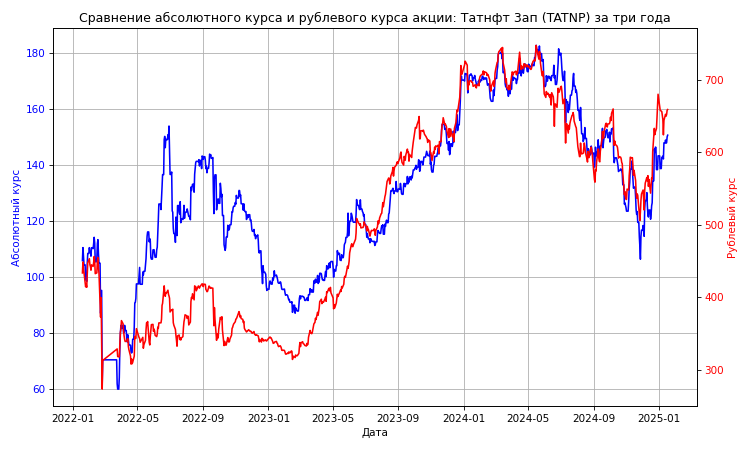 Сравнение абсолютного курса и рублевого курса акции: Татнфт 3ап (TATNP) за три года
Абсолютный курс
180
160
140
120
100
80
60
700
600
500
400
300
Рублевый курс
2022-01 2022-05 2022-09 2023-01 2023-05 2023-09 2024-01 2024-05 2024-09 2025-01
Дата